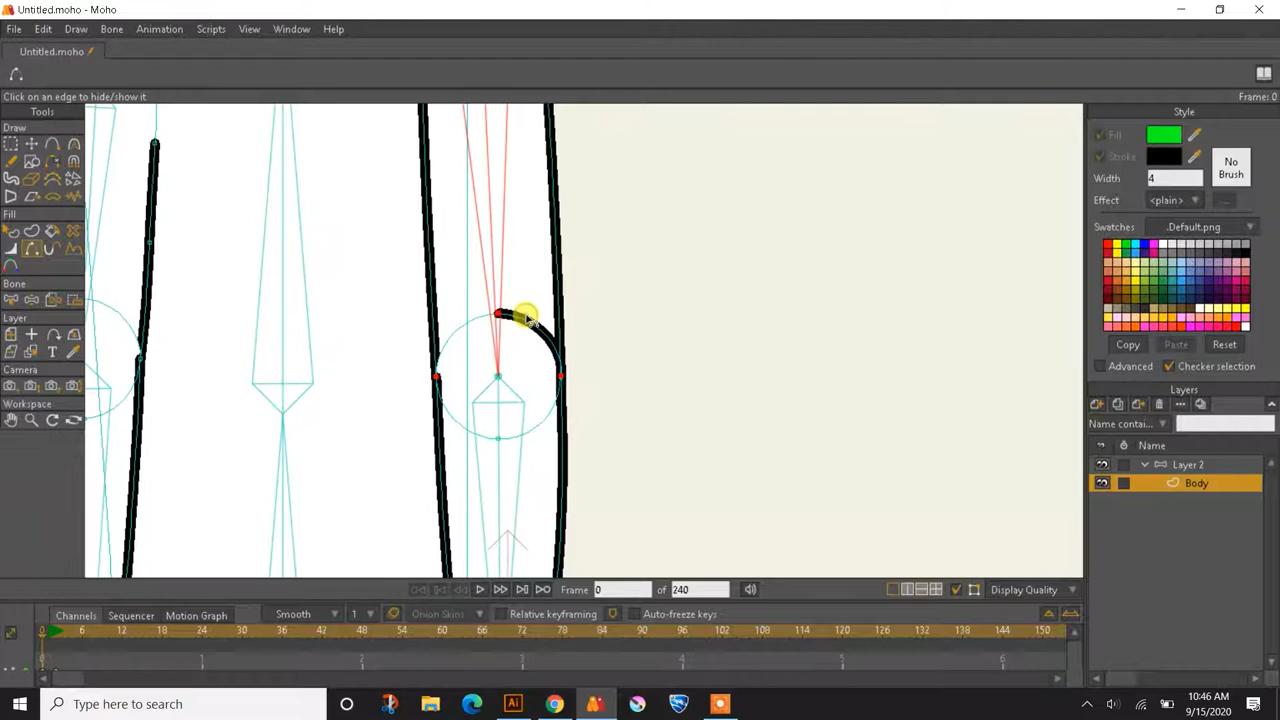 Untitled.moho - Moho
File Edit Draw Bone Animation Scripts View Window Help
Untitled.moho
Click on an edge to hide/show it
Frame: 0
Tools
Style
Draw
Fill
Stroke
No Brush
Width 4
Effect <plain> ...
Swatches .Default.png
Fill
Bone
Layer
Copy Paste Reset
Advanced Checker selection
Camera
Layers
Workspace
Name contai...
Name
Layer 2
Body
Frame 0 of 240 Display Quality
Channels Sequencer Motion Graph Smooth 1 Onion Skins Relative keyframing Auto-freeze keys
0 6 12 18 24 30 36 42 48 54 60 66 72 78 84 90 96 102 108 114 120 126 132 138 144 150
0 1 2 3 4 5 6
Type here to search
10:46 AM
9/15/2020